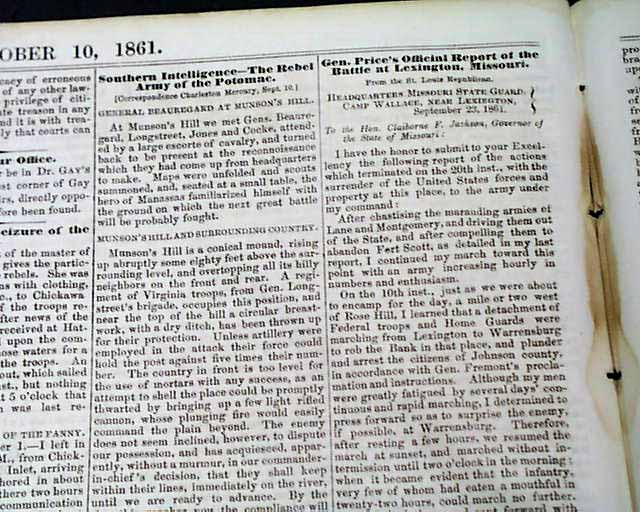 OBER 10, 1861.
cacy of erroneous
of any other law-
privilege of citi-
ate treason in any
nd it is with trea-
ly that courts can
ur Office.
r be in Dr. GAY's
st corner of Gay
rs, directly oppo-
fore been found.
eizure of the
t of the master of
gives the partic-
rebels. She was
ns with clothing,
c., to Chickawa
f the troops re-
after news of the
received at Hat-
upon the com-
hose waters for a
the troops. An
out, which sailed
st., but nothing
t 5 o'clock that
n was last re-
OF THE FANNY.
r 1.—I left in
M., from Chick-
Inlet, arriving
hored in about
here two hours
communication
Southern Intelligence—The Rebel
Army of the Potomac.
[Correspondence Charleston Mercury, Sept. 10.]
GENERAL BEAUREGARD AT MUNSON'S HILL.
At Munson's Hill we met Gens. Beaure-
gard, Longstreet, Jones and Cocke, attend-
ed by a large escorts of cavalry, and turned
back to be present at the reconnoisance
which they had come up from headquarters
to make. Maps were unfolded and scouts
summoned, and, seated at a small table, the
hero of Manassas familiarized himself with
the ground on which the next great battle
will be probably fought.
MUNSON'S HILL AND SURROUNDING COUNTRY.
Munson's Hill is a conical mound, rising
up abruptly some eighty feet above the sur-
rounding level, and overtopping all its hilly
neighbors on the front and rear. A regi-
ment of Virginia troops, from Gen. Long-
street's brigade, occupies this position, and
near the top of the hill a circular breast-
work, with a dry ditch, has been thrown up
for their protection. Unless artillery were
employed in the attack their force could
hold the post against five times their num-
ber. The country in front is too level for
the use of mortars with any success, as an
attempt to shell the place could be promptly
thwarted by bringing up a few light rifled
cannon, whose plunging fire would easily
command the plain beyond. The enemy
does not seem inclined, however, to dispute
our possession, and has acquiesced, appar-
ently, without a murmur, in our commander-
in-chief's decision, that they shall keep
within their lines, immediately on the river,
until we are ready to advance. By the
makes you the compliance will
Gen. Price's Official Report of the
Battle at Lexington, Missouri.
From the St. Louis Republican.
HEADQUARTERS MISSOURI STATE GUARD,
CAMP WALLACE, NEAR LEXINGTON,
September 23, 1861.
To the Hon. Claiborne F. Jackson, Governor of
the State of Missouri:
I have the honor to submit to your Excel-
lency the following report of the actions
which terminated on the 20th inst., with the
surrender of the United States forces and
property at this place, to the army under
my command:
After chastising the marauding armies of
Lane and Montgomery, and driving them out
of the State, and after compelling them to
abandon Fort Scott, as detailed in my last
report, I continued my march toward this
point with an army increasing hourly in
numbers and enthusiasm.
On the 10th inst., just as we were about
to encamp for the day, a mile or two west
of Rose Hill, I learned that a detachment of
Federal troops and Home Guards were
marching from Lexington to Warrensburg
to rob the Bank in that place, and plunder
and arrest the citizens of Johnson county,
in accordance with Gen. Fremont's procla-
mation and instructions. Although my men
were greatly fatigued by several days' con-
tinuous and rapid marching, I determined to
press forward so as to surprise the enemy,
if possible, at Warrensburg. Therefore,
after resting a few hours, we resumed the
march at sunset, and marched without in-
termission until two o'clock in the morning;
when it became evident that the infantry,
very few of whom had eaten a mouthful in
twenty-two hours, could march no further.